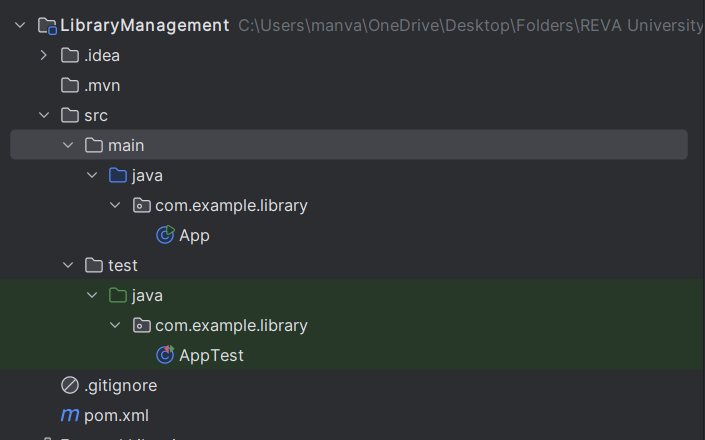 LibraryManagement C:\Users\manva\OneDrive\Desktop\Folders\REVA University
.idea
.mvn
src
main
java
com.example.library
App
test
java
com.example.library
AppTest
.gitignore
pom.xml